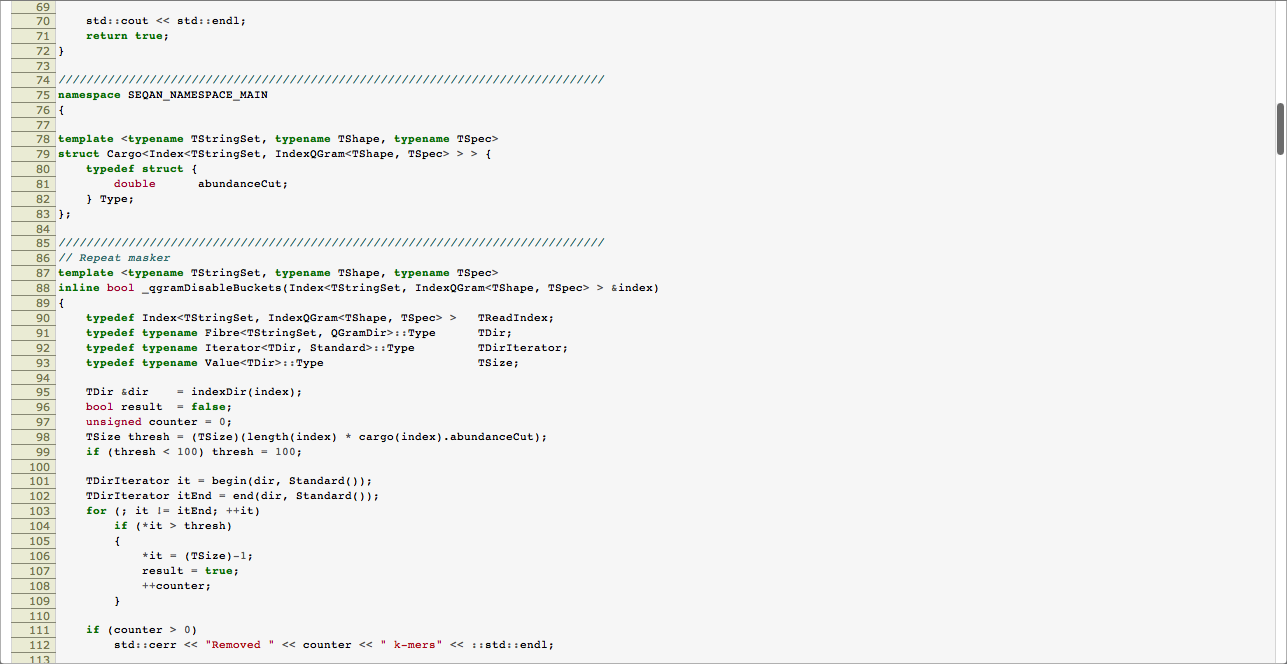 69
70     std::cout << std::endl;
71     return true;
72 }
73
74 //////////////////////////////////////////////////////////////////////////////
75 namespace SEQAN_NAMESPACE_MAIN
76 {
77
78 template <typename TStringSet, typename TShape, typename TSpec>
79 struct Cargo<Index<TStringSet, IndexQGram<TShape, TSpec> > > {
80     typedef struct {
81         double      abundanceCut;
82     } Type;
83 };
84
85 //////////////////////////////////////////////////////////////////////////////
86 // Repeat masker
87 template <typename TStringSet, typename TShape, typename TSpec>
88 inline bool _qgramDisableBuckets(Index<TStringSet, IndexQGram<TShape, TSpec> > &index)
89 {
90     typedef Index<TStringSet, IndexQGram<TShape, TSpec> >   TReadIndex;
91     typedef typename Fibre<TStringSet, QGramDir>::Type      TDir;
92     typedef typename Iterator<TDir, Standard>::Type         TDirIterator;
93     typedef typename Value<TDir>::Type                      TSize;
94
95     TDir &dir    = indexDir(index);
96     bool result  = false;
97     unsigned counter = 0;
98     TSize thresh = (TSize)(length(index) * cargo(index).abundanceCut);
99     if (thresh < 100) thresh = 100;
100
101     TDirIterator it = begin(dir, Standard());
102     TDirIterator itEnd = end(dir, Standard());
103     for (; it != itEnd; ++it)
104         if (*it > thresh)
105         {
106             *it = (TSize)-1;
107             result = true;
108             ++counter;
109         }
110
111     if (counter > 0)
112         std::cerr << "Removed " << counter << " k-mers" << ::std::endl;
113